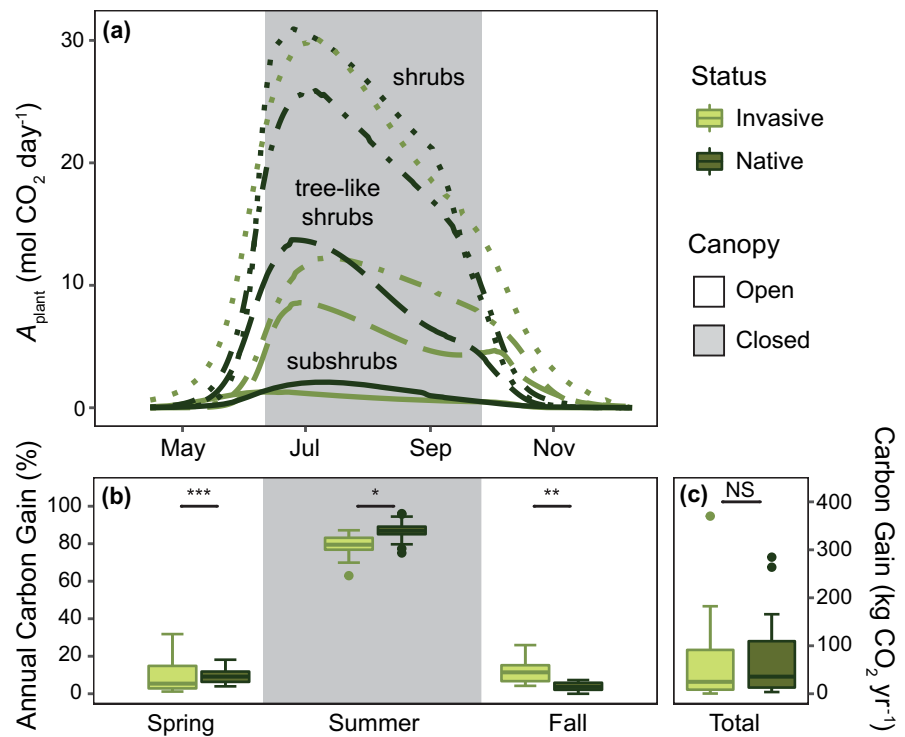 (a)
30
20
10
0
A_plant (mol CO₂ day⁻¹)
shrubs
tree-like
shrubs
subshrubs
May
Jul
Sep
Nov
Status
Invasive
Native
Canopy
Open
Closed
(b)
Annual Carbon Gain (%)
100
80
60
40
20
0
***
*
**
Spring
Summer
Fall
(c)
NS
400
300
200
100
0
Carbon Gain (kg CO₂ yr⁻¹)
Total